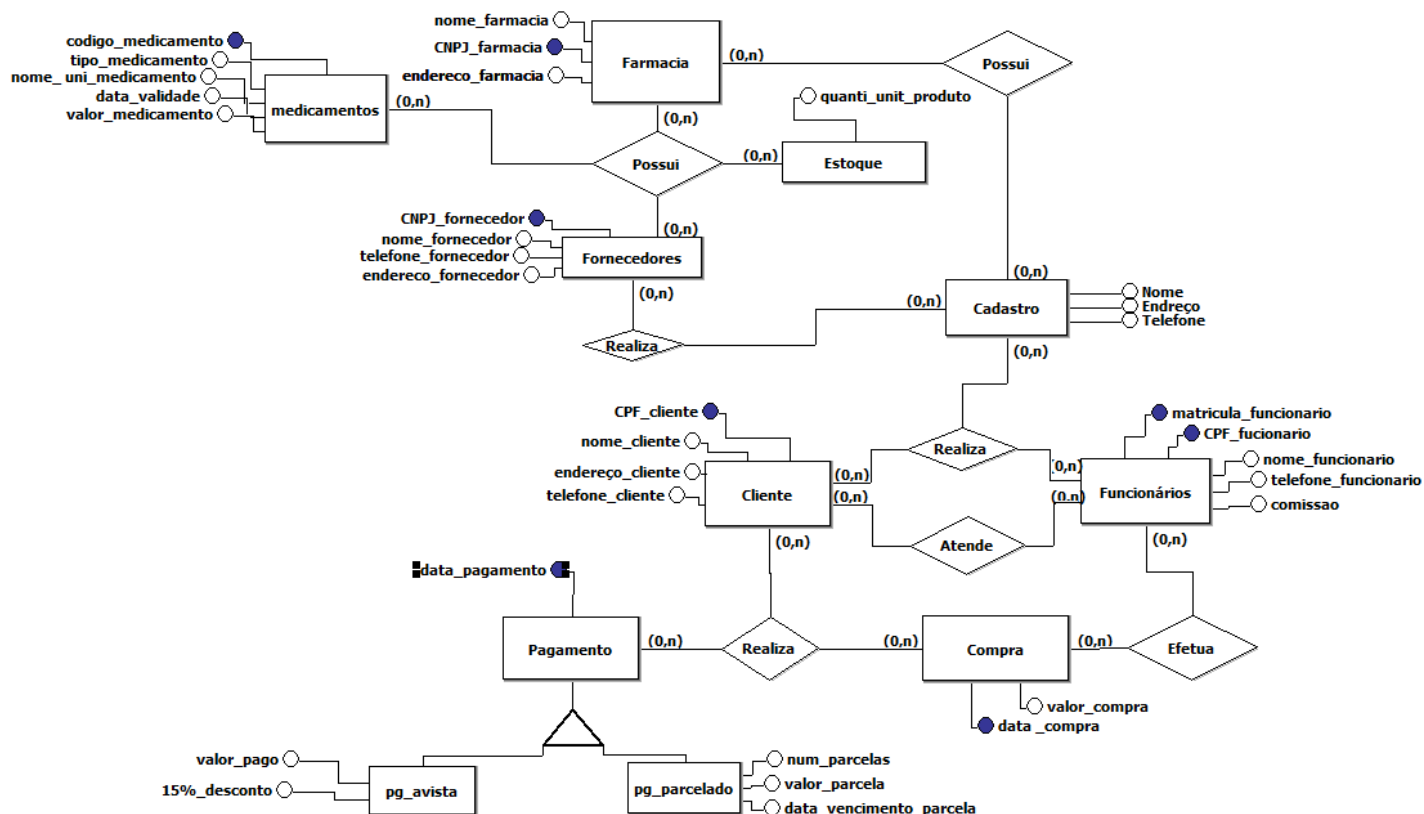 nome_farmacia
codigo_medicamento
CNPJ_farmacia
tipo_medicamento
Farmacia
(0,n)
Possui
endereco_farmacia
nome_ uni_medicamento
data_validade
(0,n)
medicamentos
quanti_unit_produto
valor_medicamento
(0,n)
(0,n)
Estoque
Possui
CNPJ_fornecedor
(0,n)
nome_fornecedor
telefone_fornecedor
Fornecedores
endereco_fornecedor
(0,n)
(0,n)
(0,n)
Cadastro
Nome
Endreço
Telefone
Realiza
(0,n)
CPF_cliente
matricula_funcionario
CPF_fucionario
nome_cliente
Realiza
nome_funcionario
endereço_cliente
(0,n)
(0,n)
telefone_funcionario
telefone_cliente
Cliente
(0,n)
(0,n)
Funcionários
comissao
(0,n)
Atende
(0,n)
data_pagamento
Pagamento
(0,n)
Realiza
(0,n)
Compra
(0,n)
Efetua
valor_compra
data _compra
valor_pago
num_parcelas
15%_desconto
pg_avista
pg_parcelado
valor_parcela
data_vencimento_parcela